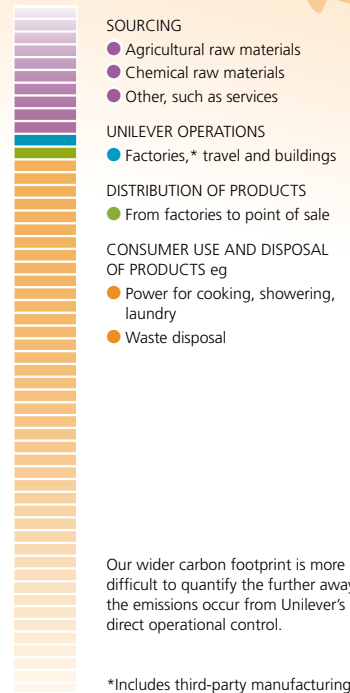 SOURCING
Agricultural raw materials
Chemical raw materials
Other, such as services
UNILEVER OPERATIONS
Factories,* travel and buildings
DISTRIBUTION OF PRODUCTS
From factories to point of sale
CONSUMER USE AND DISPOSAL
OF PRODUCTS eg
Power for cooking, showering,
laundry
Waste disposal
Our wider carbon footprint is more
difficult to quantify the further away
the emissions occur from Unilever's
direct operational control.
*Includes third-party manufacturing